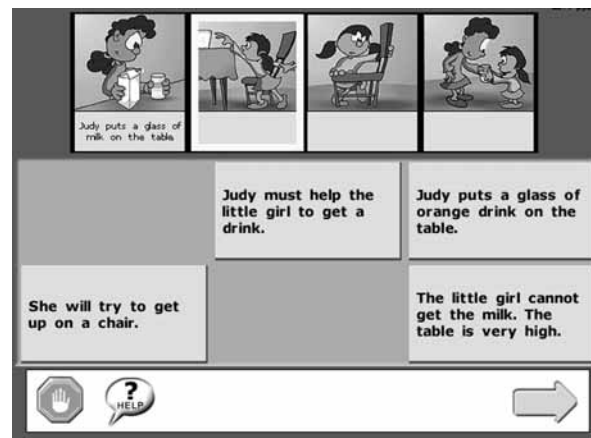 Judy puts a glass of
milk on the table
Judy must help the
little girl to get a
drink.
Judy puts a glass of
orange drink on the
table.
She will try to get
up on a chair.
The little girl cannot
get the milk. The
table is very high.
?
HELP